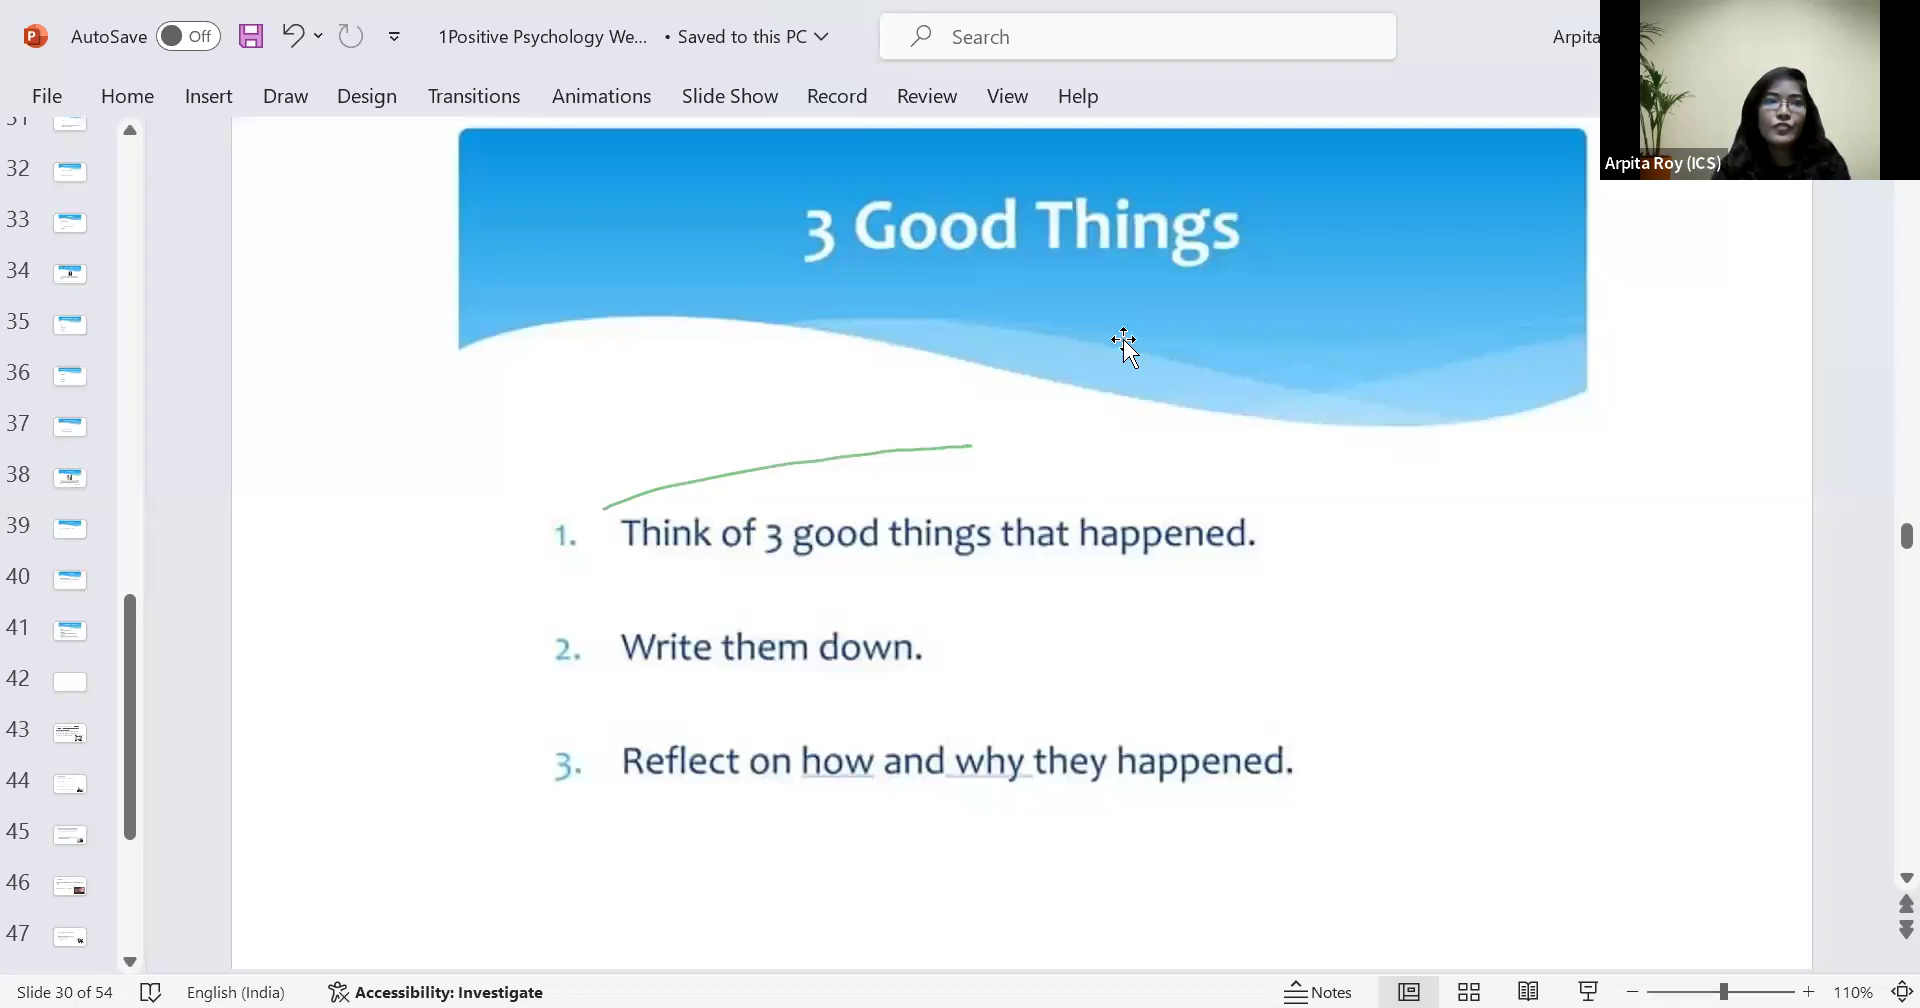 AutoSave Off 1Positive Psychology We... • Saved to this PC Search Arpita
File Home Insert Draw Design Transitions Animations Slide Show Record Review View Help
Arpita Roy (ICS)
31
32
33
34
35
36
37
38
39
40
41
42
43
44
45
46
47
3 Good Things
1. Think of 3 good things that happened.
2. Write them down.
3. Reflect on how and why they happened.
Slide 30 of 54 English (India) Accessibility: Investigate Notes 110%